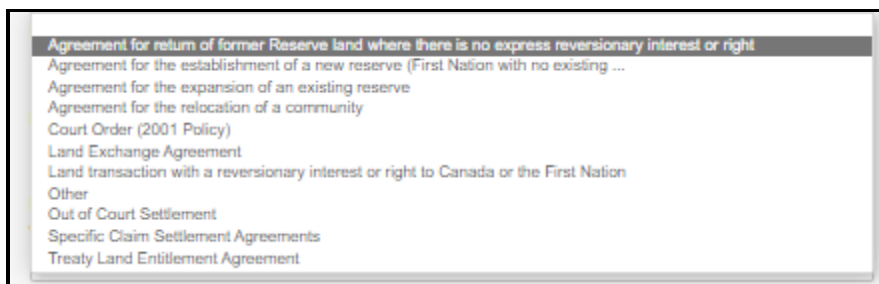 Agreement for return of former Reserve land where there is no express reversionary interest or right
Agreement for the establishment of a new reserve (First Nation with no existing ...
Agreement for the expansion of an existing reserve
Agreement for the relocation of a community
Court Order (2001 Policy)
Land Exchange Agreement
Land transaction with a reversionary interest or right to Canada or the First Nation
Other
Out of Court Settlement
Specific Claim Settlement Agreements
Treaty Land Entitlement Agreement